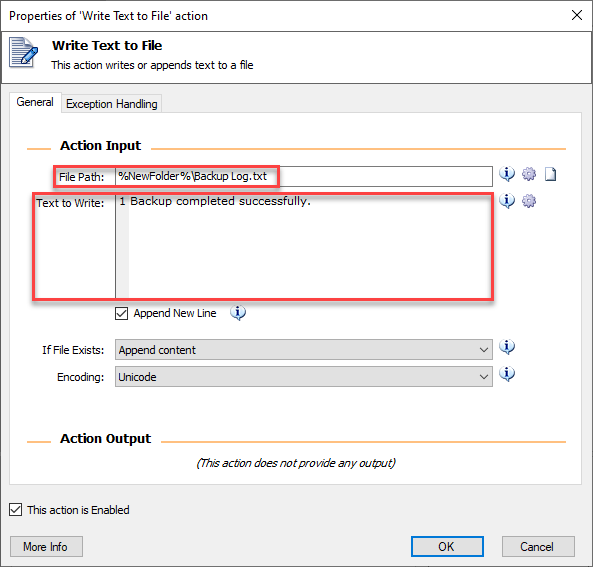 Properties of 'Write Text to File' action
Write Text to File
This action writes or appends text to a file
General
Exception Handling
Action Input
File Path: %NewFolder%\Backup Log.txt
Text to Write: 1 Backup completed successfully.
Append New Line
If File Exists: Append content
Encoding: Unicode
Action Output
(This action does not provide any output)
This action is Enabled
More Info OK Cancel